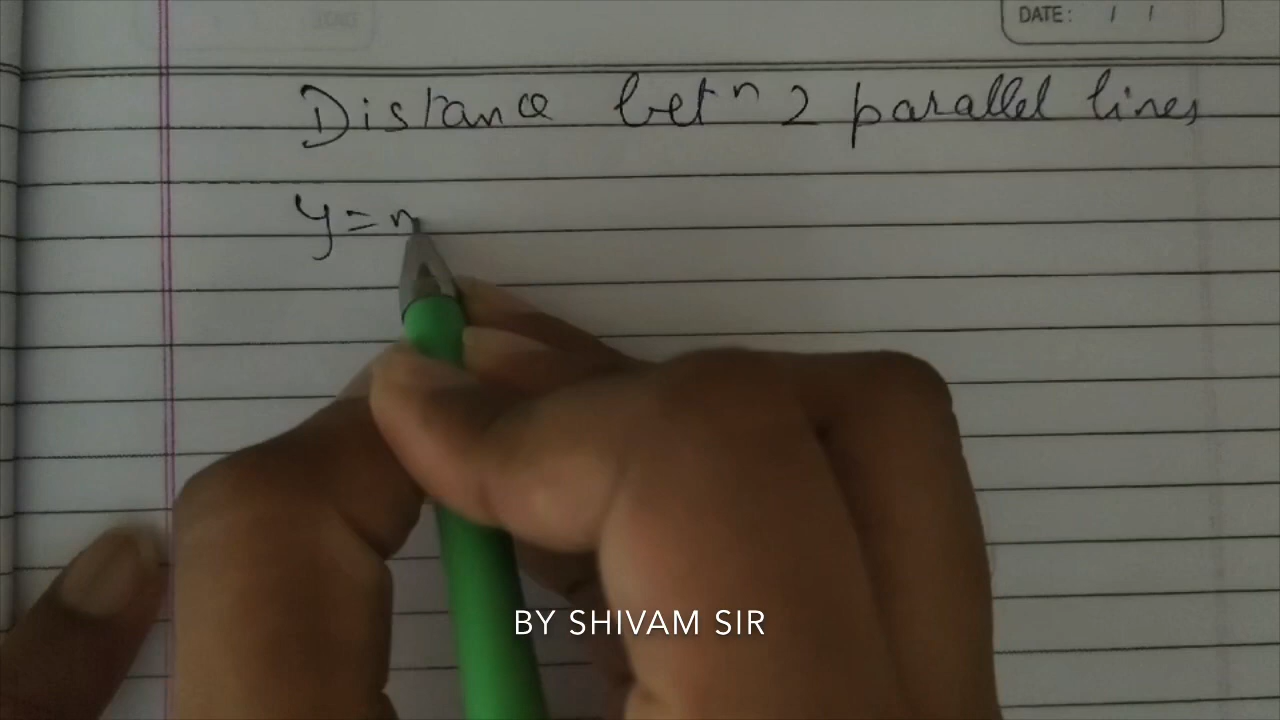 DATE: / /
Distance betⁿ 2 parallel lines
y = n
BY SHIVAM SIR